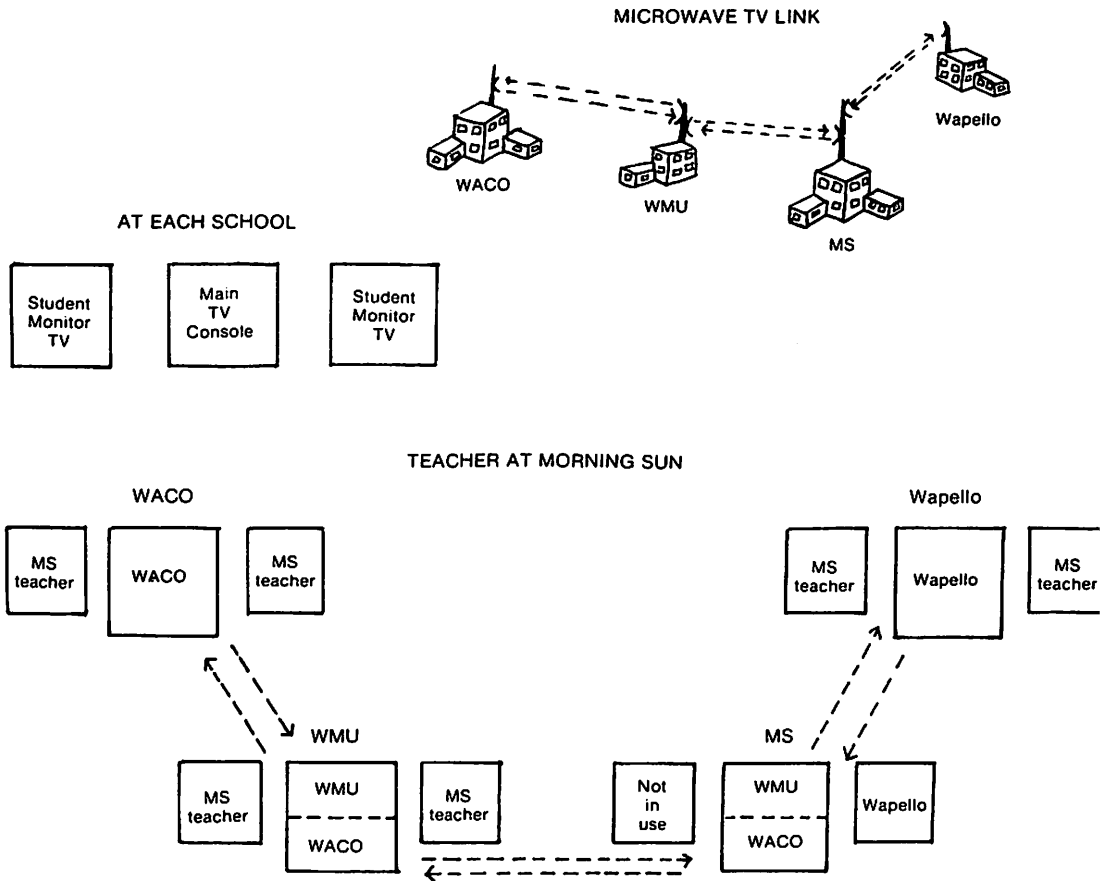 MICROWAVE TV LINK
Wapello
WACO
WMU
MS
AT EACH SCHOOL
Student
Monitor
TV
Main
TV
Console
Student
Monitor
TV
TEACHER AT MORNING SUN
WACO
MS
teacher
WACO
MS
teacher
Wapello
MS
teacher
Wapello
MS
teacher
WMU
MS
teacher
WMU
WACO
MS
teacher
MS
Not
in
use
WMU
WACO
Wapello